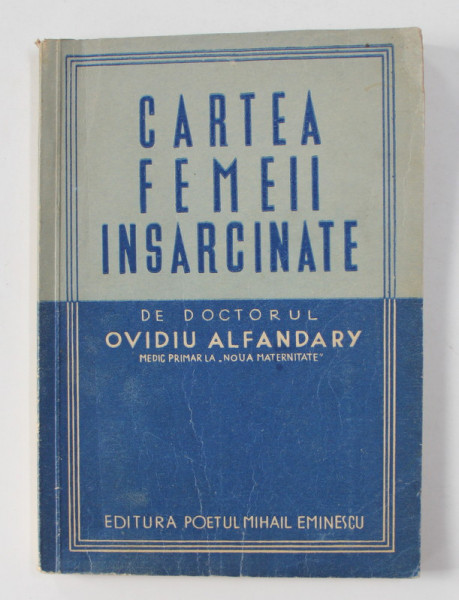 CARTEA
FEMEII
INSARCINATE
DE DOCTORUL
OVIDIU ALFANDARY
MEDIC PRIMAR LA „NOUA MATERNITATE"
EDITURA POETUL MIHAIL EMINESCU